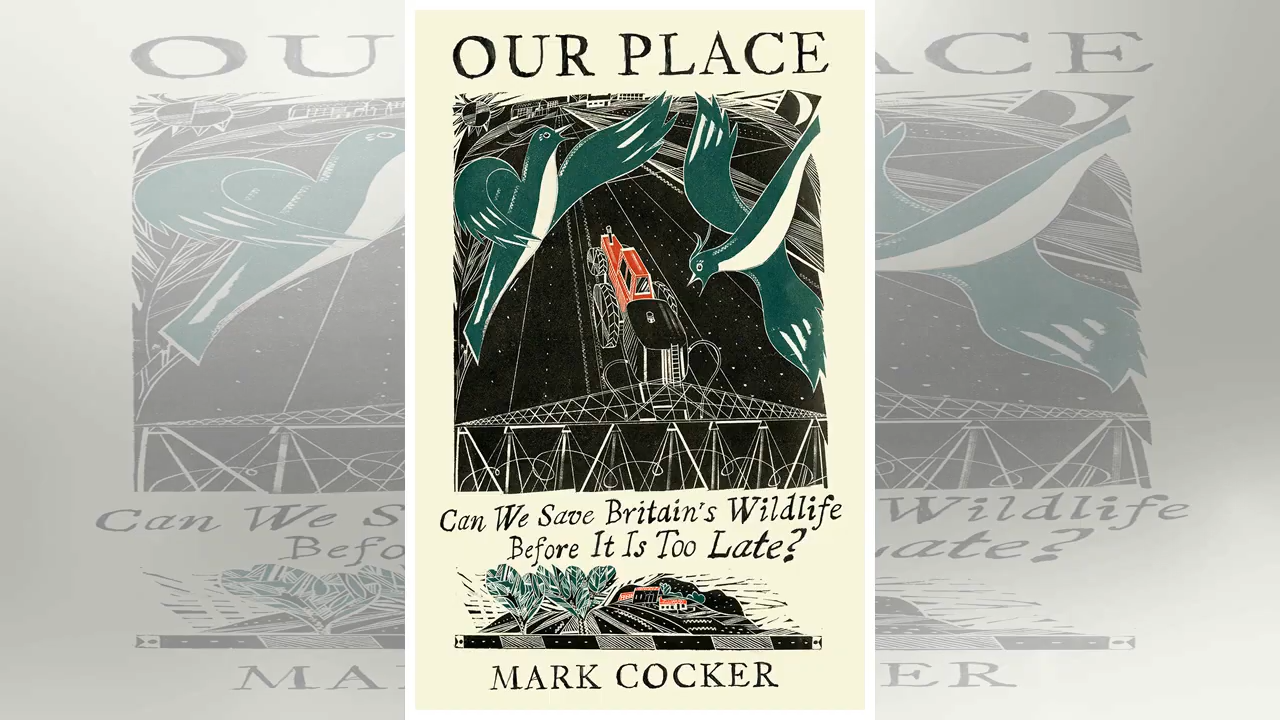 OUR PLACE
Can We Save Britain's Wildlife
Before It Is Too Late?
MARK COCKER